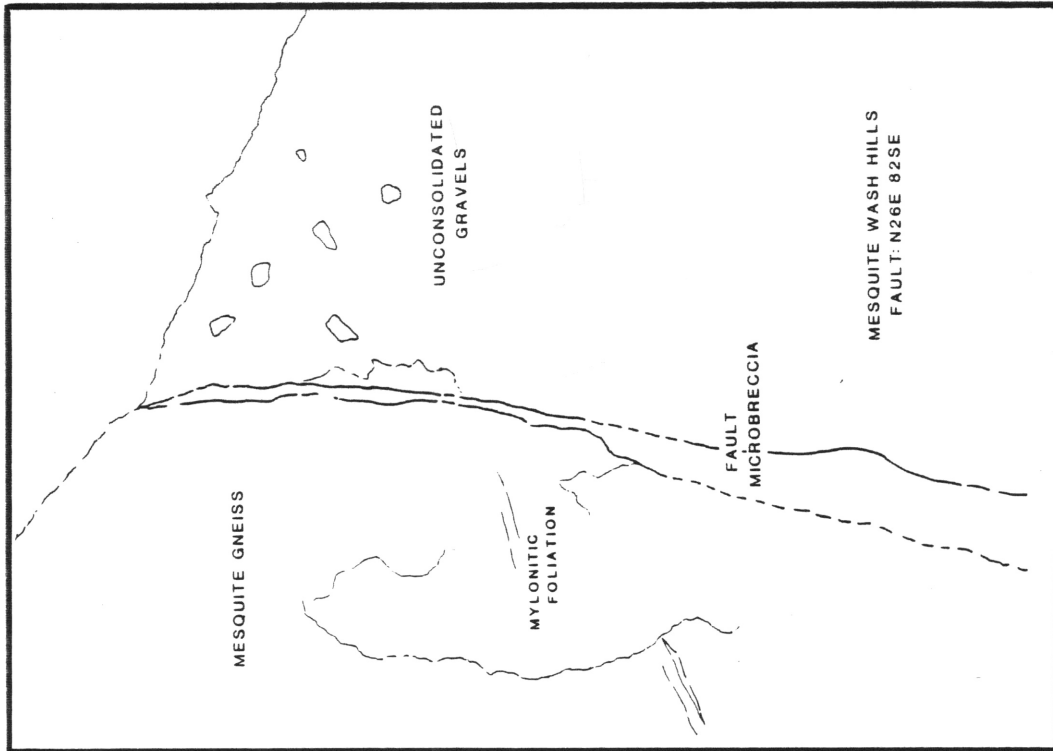 MESQUITE GNEISS
MYLONITIC
FOLIATION
UNCONSOLIDATED
GRAVELS
FAULT
MICROBRECCIA
MESQUITE WASH HILLS
FAULT: N26E 82SE